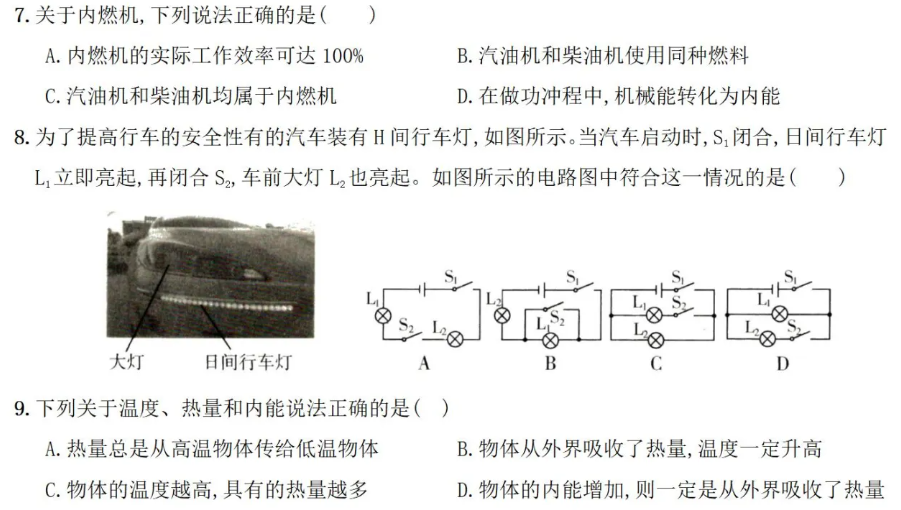 7.关于内燃机,下列说法正确的是(　　)
A.内燃机的实际工作效率可达 100%　　B.汽油机和柴油机使用同种燃料
C.汽油机和柴油机均属于内燃机　　D.在做功冲程中,机械能转化为内能
8.为了提高行车的安全性有的汽车装有 H 间行车灯,如图所示。当汽车启动时,S₁闭合,日间行车灯
L₁立即亮起,再闭合 S₂,车前大灯 L₂也亮起。如图所示的电路图中符合这一情况的是(　　)
S₁ S₁ S₁ S₁
L₁ L₂ L₁ S₂ L₁
S₂ L₂ L₁ S₂ L₂ L₂ S₂
大灯 日间行车灯 A B C D
9.下列关于温度、热量和内能说法正确的是(　)
A.热量总是从高温物体传给低温物体　　B.物体从外界吸收了热量,温度一定升高
C.物体的温度越高,具有的热量越多　　D.物体的内能增加,则一定是从外界吸收了热量